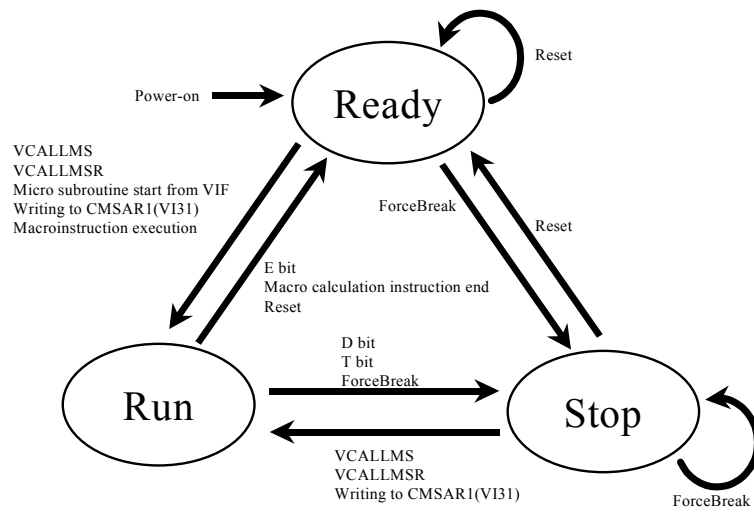 Reset
Power-on
Ready
VCALLMS
VCALLMSR
Micro subroutine start from VIF
Writing to CMSAR1(VI31)
Macroinstruction execution
ForceBreak
Reset
E bit
Macro calculation instruction end
Reset
D bit
T bit
ForceBreak
Run
Stop
VCALLMS
VCALLMSR
Writing to CMSAR1(VI31)
ForceBreak